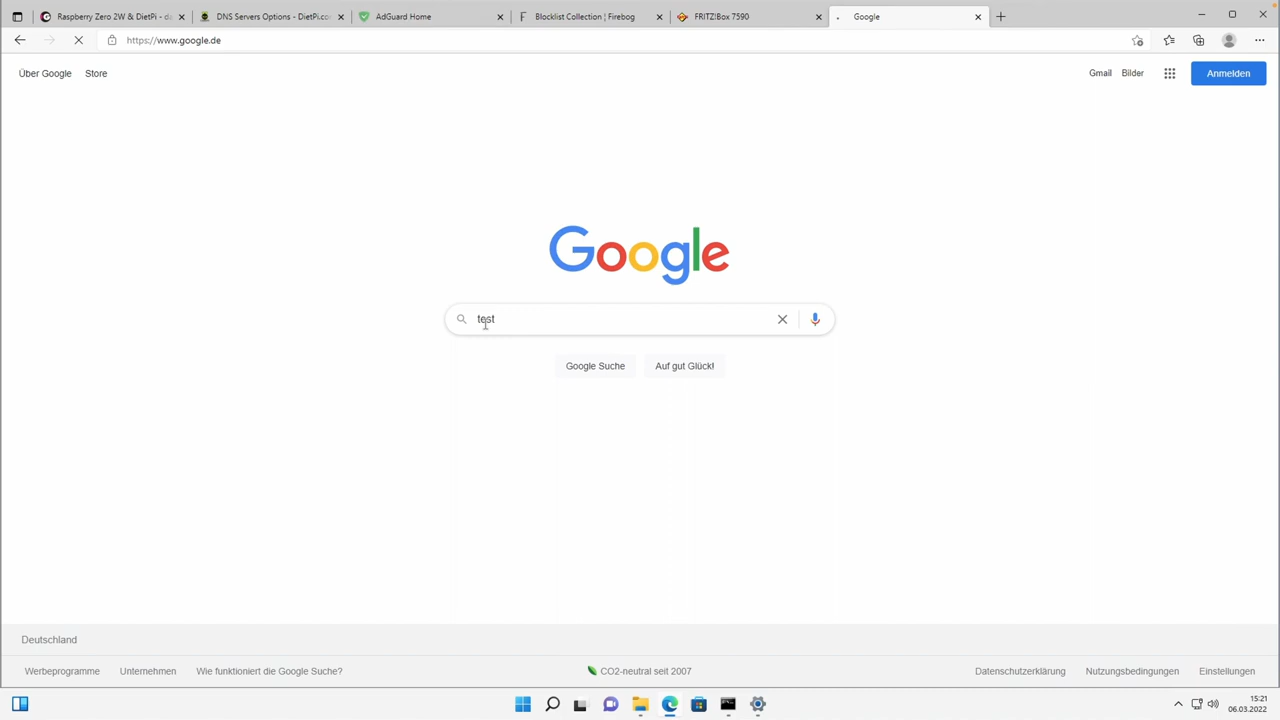 Raspberry Zero 2W & DietPi - du
DNS Servers Options - DietPi.co
AdGuard Home
Blocklist Collection | Firebog
FRITZ!Box 7590
Google
https://www.google.de
Über Google
Store
Gmail
Bilder
Anmelden
Google
test
Google Suche
Auf gut Glück!
Deutschland
Werbeprogramme
Unternehmen
Wie funktioniert die Google Suche?
CO2-neutral seit 2007
Datenschutzerklärung
Nutzungsbedingungen
Einstellungen
15:21
06.03.2022